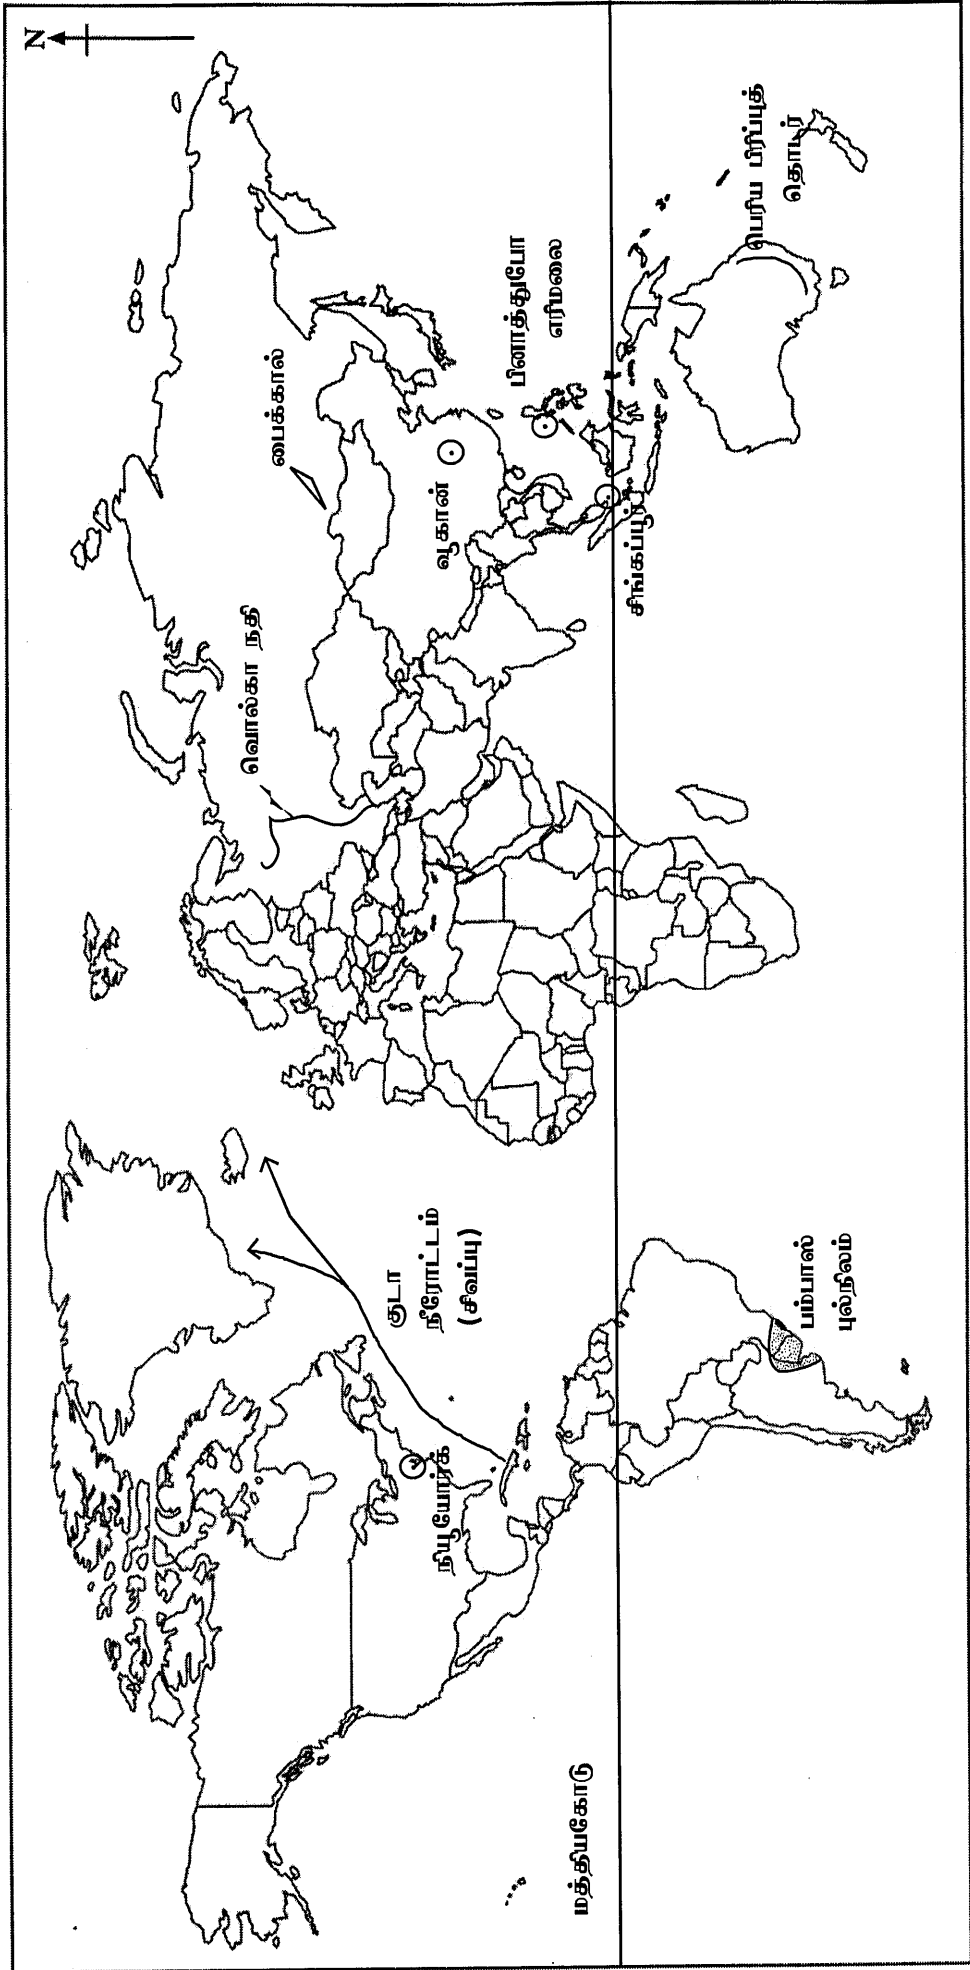 N
வொல்கா நதி
பைக்கால்
வுகான்
பினாத்துபோ
எரிமலை
சிங்கப்பூர்
பெரிய பிரிப்புத்
தொடர்
குடா
நீரோட்டம்
(சிவப்பு)
நியூயோர்க்
மத்தியகோடு
பம்பாஸ்
புல்நிலம்